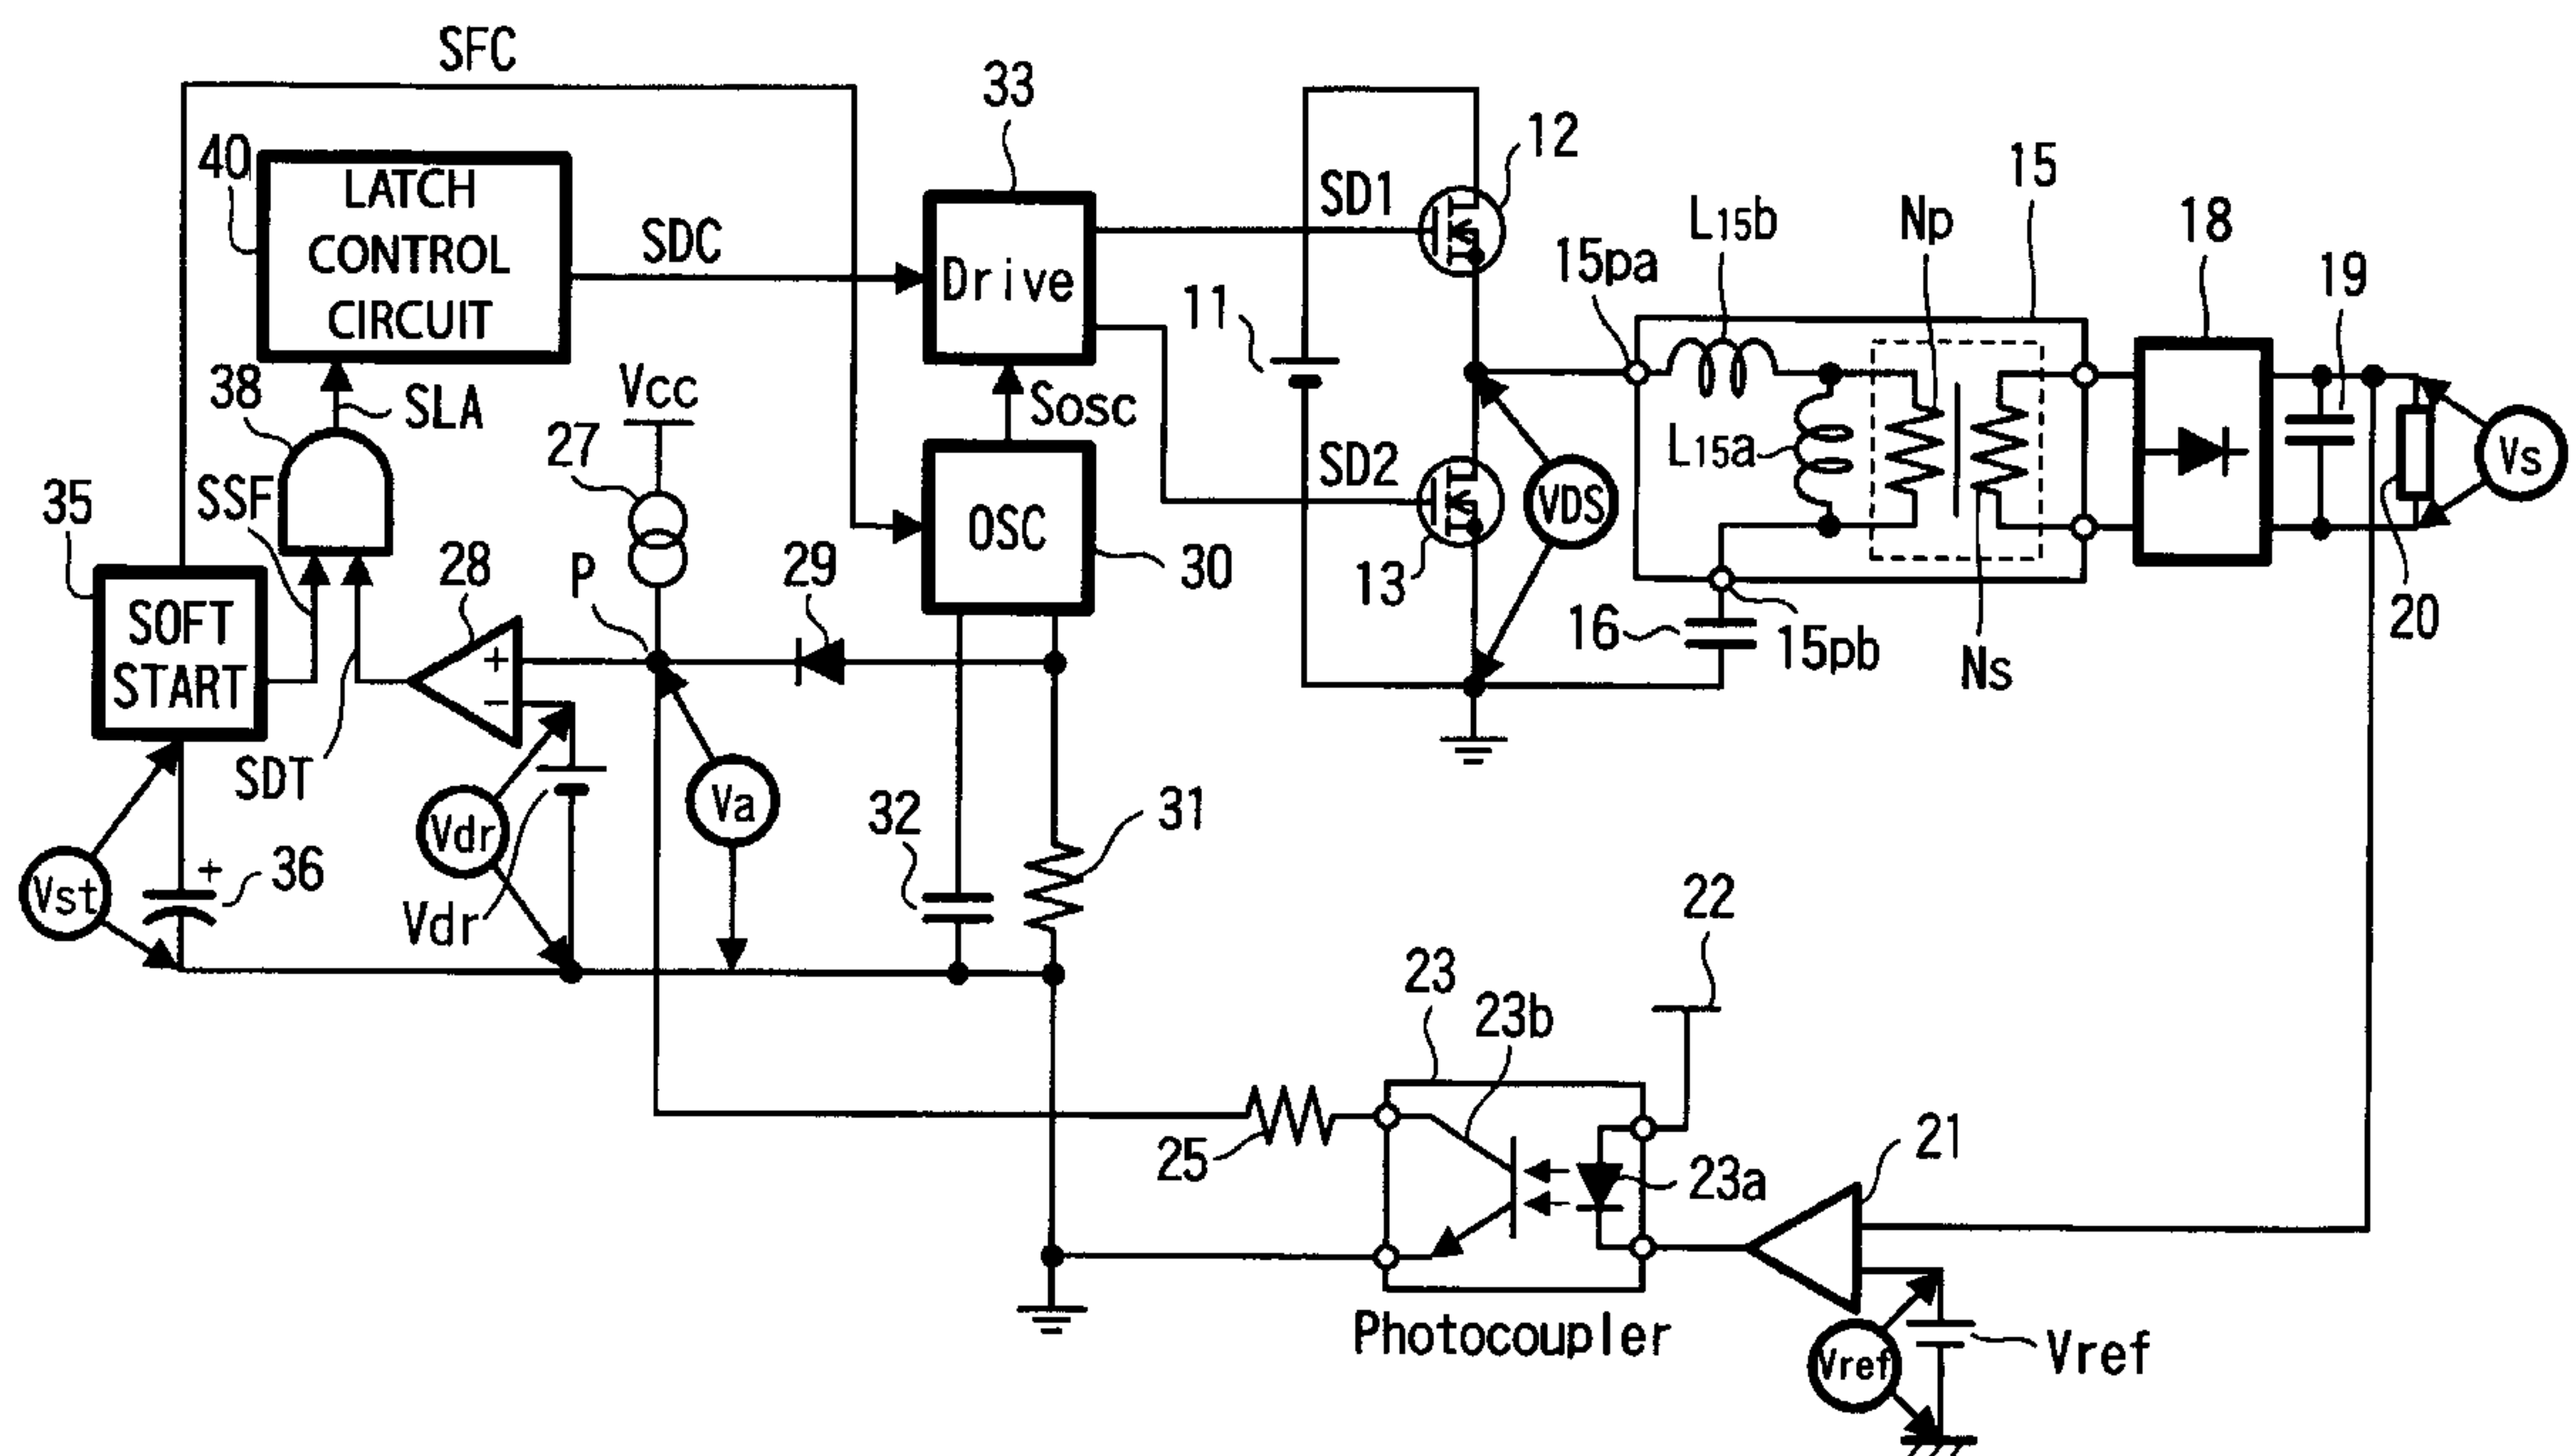 SFC
33
12
40
LATCH
CONTROL
CIRCUIT
SD1
15
L15b
Np
18
SDC
Drive
15pa
19
11
38
SLA
Vcc
Sosc
27
SD2
L15a
Vs
35
SSF
VDS
28
P
29
OSC
30
13
SOFT
START
+
−
16
15pb
20
Ns
SDT
Va
Vdr
32
31
Vst
+
36
Vdr
22
23
23b
25
23a
21
Photocoupler
Vref
Vref